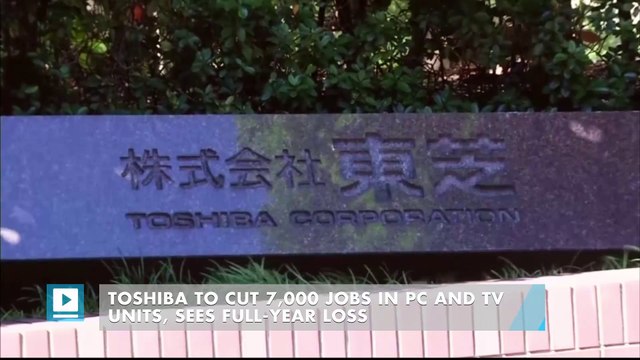 株式会社 東芝
TOSHIBA CORPORATION
TOSHIBA TO CUT 7,000 JOBS IN PC AND TV
UNITS, SEES FULL-YEAR LOSS